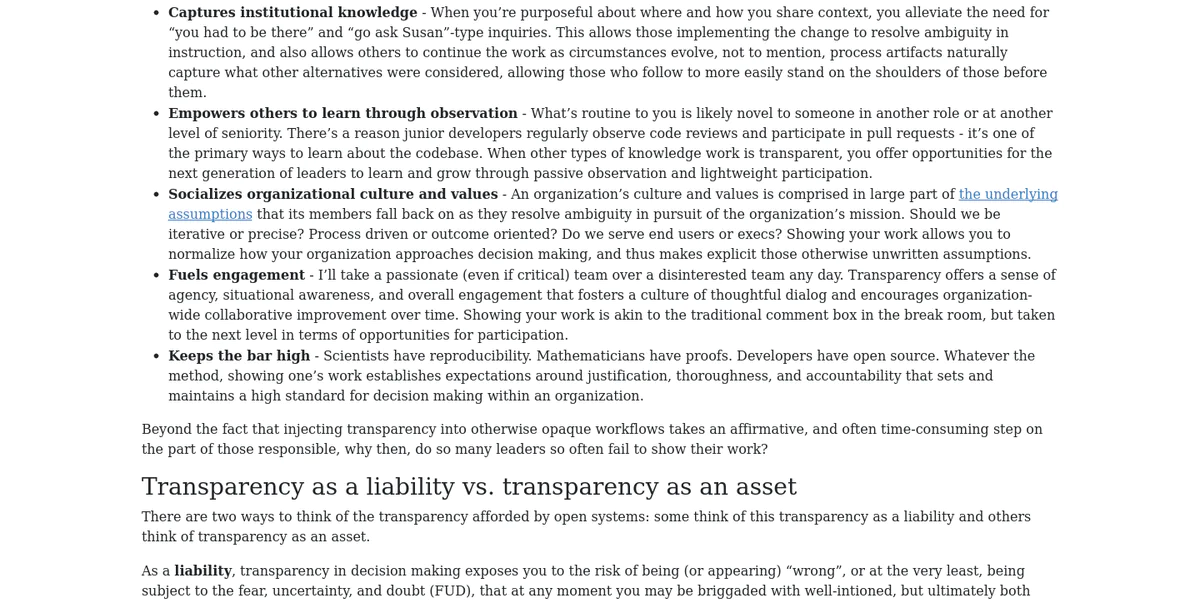 • Captures institutional knowledge - When you’re purposeful about where and how you share context, you alleviate the need for
“you had to be there” and “go ask Susan”-type inquiries. This allows those implementing the change to resolve ambiguity in
instruction, and also allows others to continue the work as circumstances evolve, not to mention, process artifacts naturally
capture what other alternatives were considered, allowing those who follow to more easily stand on the shoulders of those before
them.
• Empowers others to learn through observation - What’s routine to you is likely novel to someone in another role or at another
level of seniority. There’s a reason junior developers regularly observe code reviews and participate in pull requests - it’s one of
the primary ways to learn about the codebase. When other types of knowledge work is transparent, you offer opportunities for the
next generation of leaders to learn and grow through passive observation and lightweight participation.
• Socializes organizational culture and values - An organization’s culture and values is comprised in large part of the underlying
assumptions that its members fall back on as they resolve ambiguity in pursuit of the organization’s mission. Should we be
iterative or precise? Process driven or outcome oriented? Do we serve end users or execs? Showing your work allows you to
normalize how your organization approaches decision making, and thus makes explicit those otherwise unwritten assumptions.
• Fuels engagement - I’ll take a passionate (even if critical) team over a disinterested team any day. Transparency offers a sense of
agency, situational awareness, and overall engagement that fosters a culture of thoughtful dialog and encourages organization-
wide collaborative improvement over time. Showing your work is akin to the traditional comment box in the break room, but taken
to the next level in terms of opportunities for participation.
• Keeps the bar high - Scientists have reproducibility. Mathematicians have proofs. Developers have open source. Whatever the
method, showing one’s work establishes expectations around justification, thoroughness, and accountability that sets and
maintains a high standard for decision making within an organization.
Beyond the fact that injecting transparency into otherwise opaque workflows takes an affirmative, and often time-consuming step on
the part of those responsible, why then, do so many leaders so often fail to show their work?
Transparency as a liability vs. transparency as an asset
There are two ways to think of the transparency afforded by open systems: some think of this transparency as a liability and others
think of transparency as an asset.
As a liability, transparency in decision making exposes you to the risk of being (or appearing) “wrong”, or at the very least, being
subject to the fear, uncertainty, and doubt (FUD), that at any moment you may be briggaded with well-intioned, but ultimately both